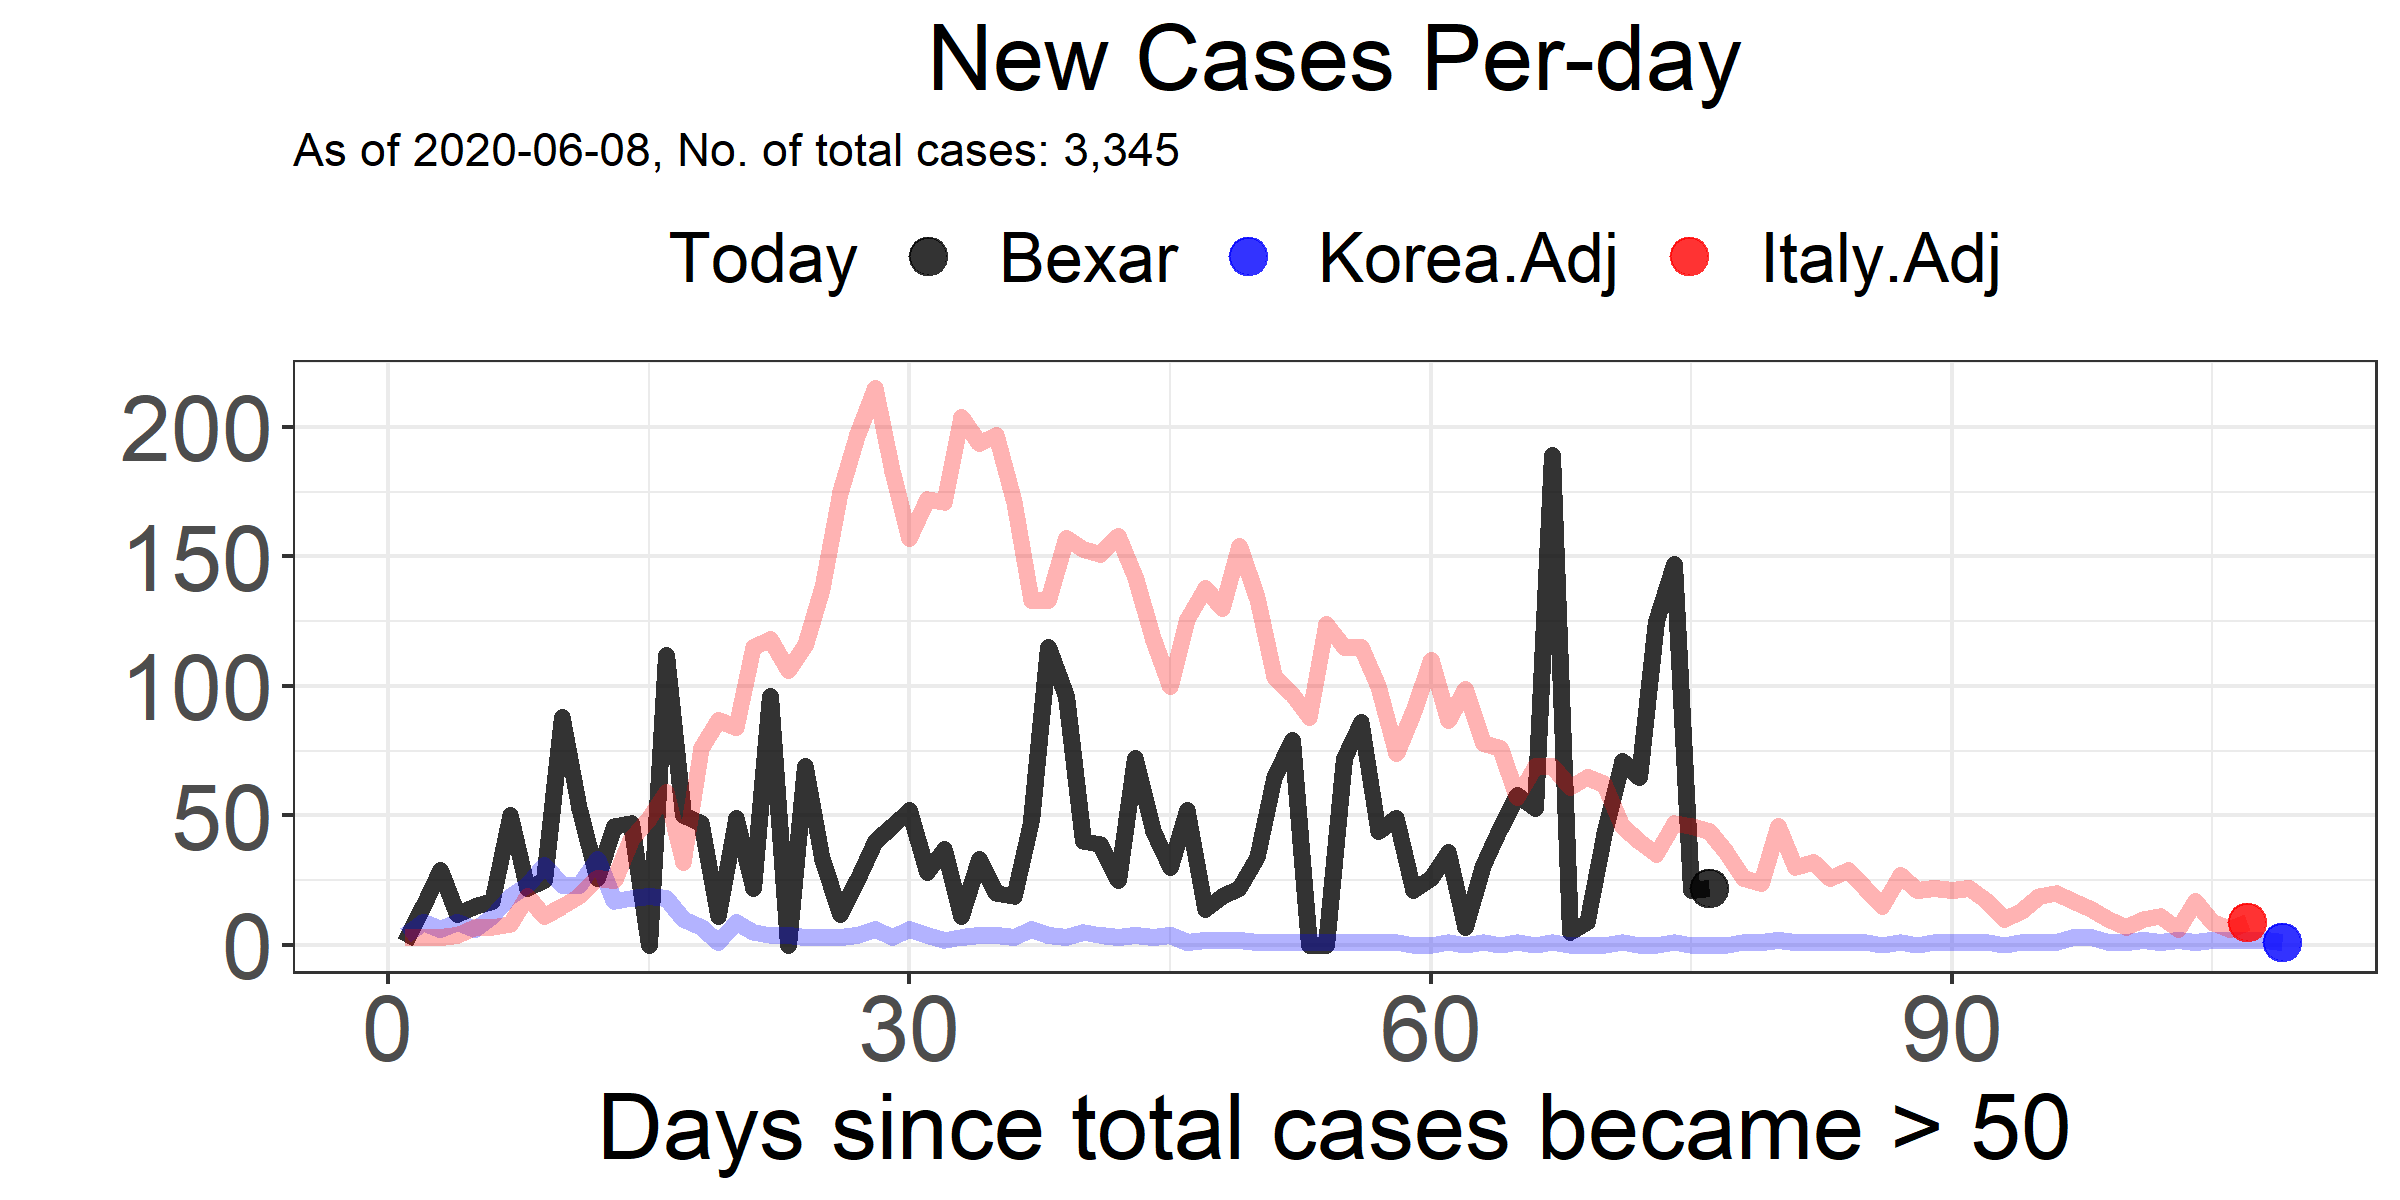 New Cases Per-day
As of 2020-06-08, No. of total cases: 3,345
Today Bexar Korea.Adj Italy.Adj
200
150
100
50
0
0 30 60 90
Days since total cases became > 50